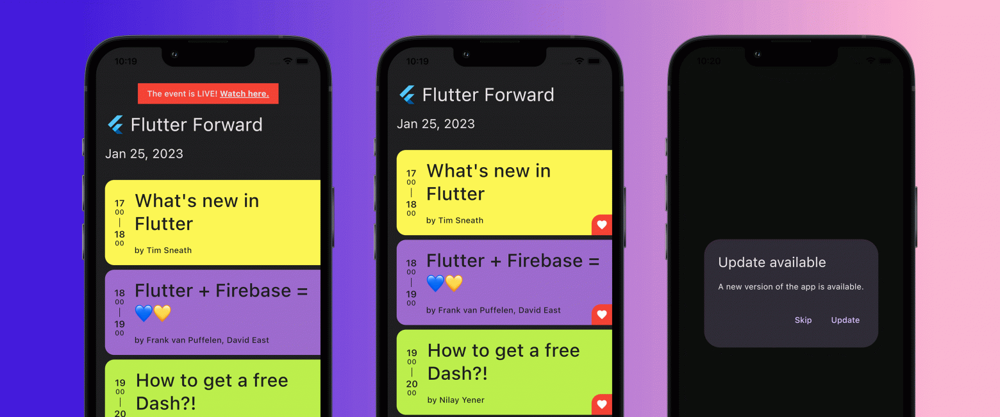 10:19
The event is LIVE! Watch here.
Flutter Forward
Jan 25, 2023
17
00
18
00
What's new in
Flutter
by Tim Sneath
18
00
19
00
Flutter + Firebase =
💙💛
by Frank van Puffelen, David East
19
00
20
How to get a free
Dash?!
10:19
Flutter Forward
Jan 25, 2023
17
00
18
00
What's new in
Flutter
by Tim Sneath
18
00
19
00
Flutter + Firebase =
💙💛
by Frank van Puffelen, David East
19
00
20
00
How to get a free
Dash?!
by Nilay Yener
10:20
Update available
A new version of the app is available.
Skip Update